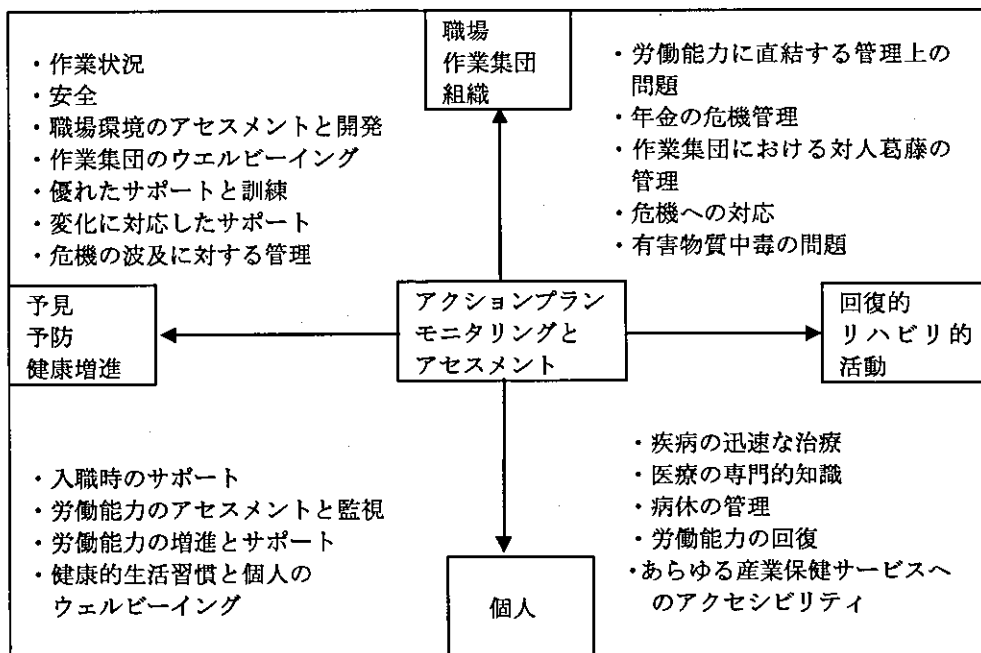 職場
作業集団
組織
・作業状況
・安全
・職場環境のアセスメントと開発
・作業集団のウエルビーイング
・優れたサポートと訓練
・変化に対応したサポート
・危機の波及に対する管理
・労働能力に直結する管理上の
問題
・年金の危機管理
・作業集団における対人葛藤の
管理
・危機への対応
・有害物質中毒の問題
予見
予防
健康増進
アクションプラン
モニタリングと
アセスメント
回復的
リハビリ的
活動
・入職時のサポート
・労働能力のアセスメントと監視
・労働能力の増進とサポート
・健康的生活習慣と個人の
ウェルビーイング
・疾病の迅速な治療
・医療の専門的知識
・病休の管理
・労働能力の回復
・あらゆる産業保健サービスへ
のアクセシビリティ
個人